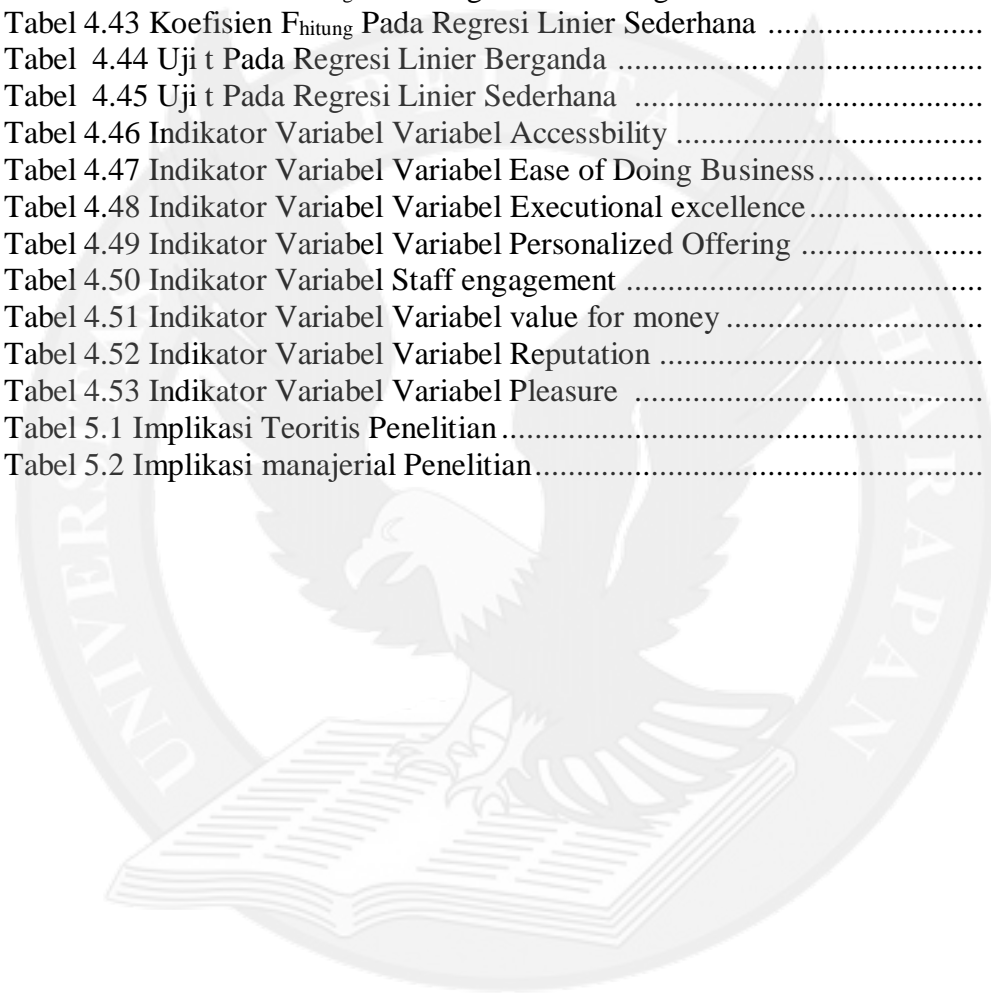 Tabel 4.43 Koefisien Fhitung Pada Regresi Linier Sederhana ....................................
Tabel  4.44 Uji t Pada Regresi Linier Berganda ......................................................
Tabel  4.45 Uji t Pada Regresi Linier Sederhana .....................................................
Tabel 4.46 Indikator Variabel Variabel Accessbility ................................................
Tabel 4.47 Indikator Variabel Variabel Ease of Doing Business...........................
Tabel 4.48 Indikator Variabel Variabel Executional excellence............................
Tabel 4.49 Indikator Variabel Variabel Personalized Offering .............................
Tabel 4.50 Indikator Variabel Staff engagement ......................................................
Tabel 4.51 Indikator Variabel Variabel value for money .......................................
Tabel 4.52 Indikator Variabel Variabel Reputation .................................................
Tabel 4.53 Indikator Variabel Variabel Pleasure .....................................................
Tabel 5.1 Implikasi Teoritis Penelitian.........................................................................
Tabel 5.2 Implikasi manajerial Penelitian....................................................................
UNIVERSITAS PELITA HARAPAN